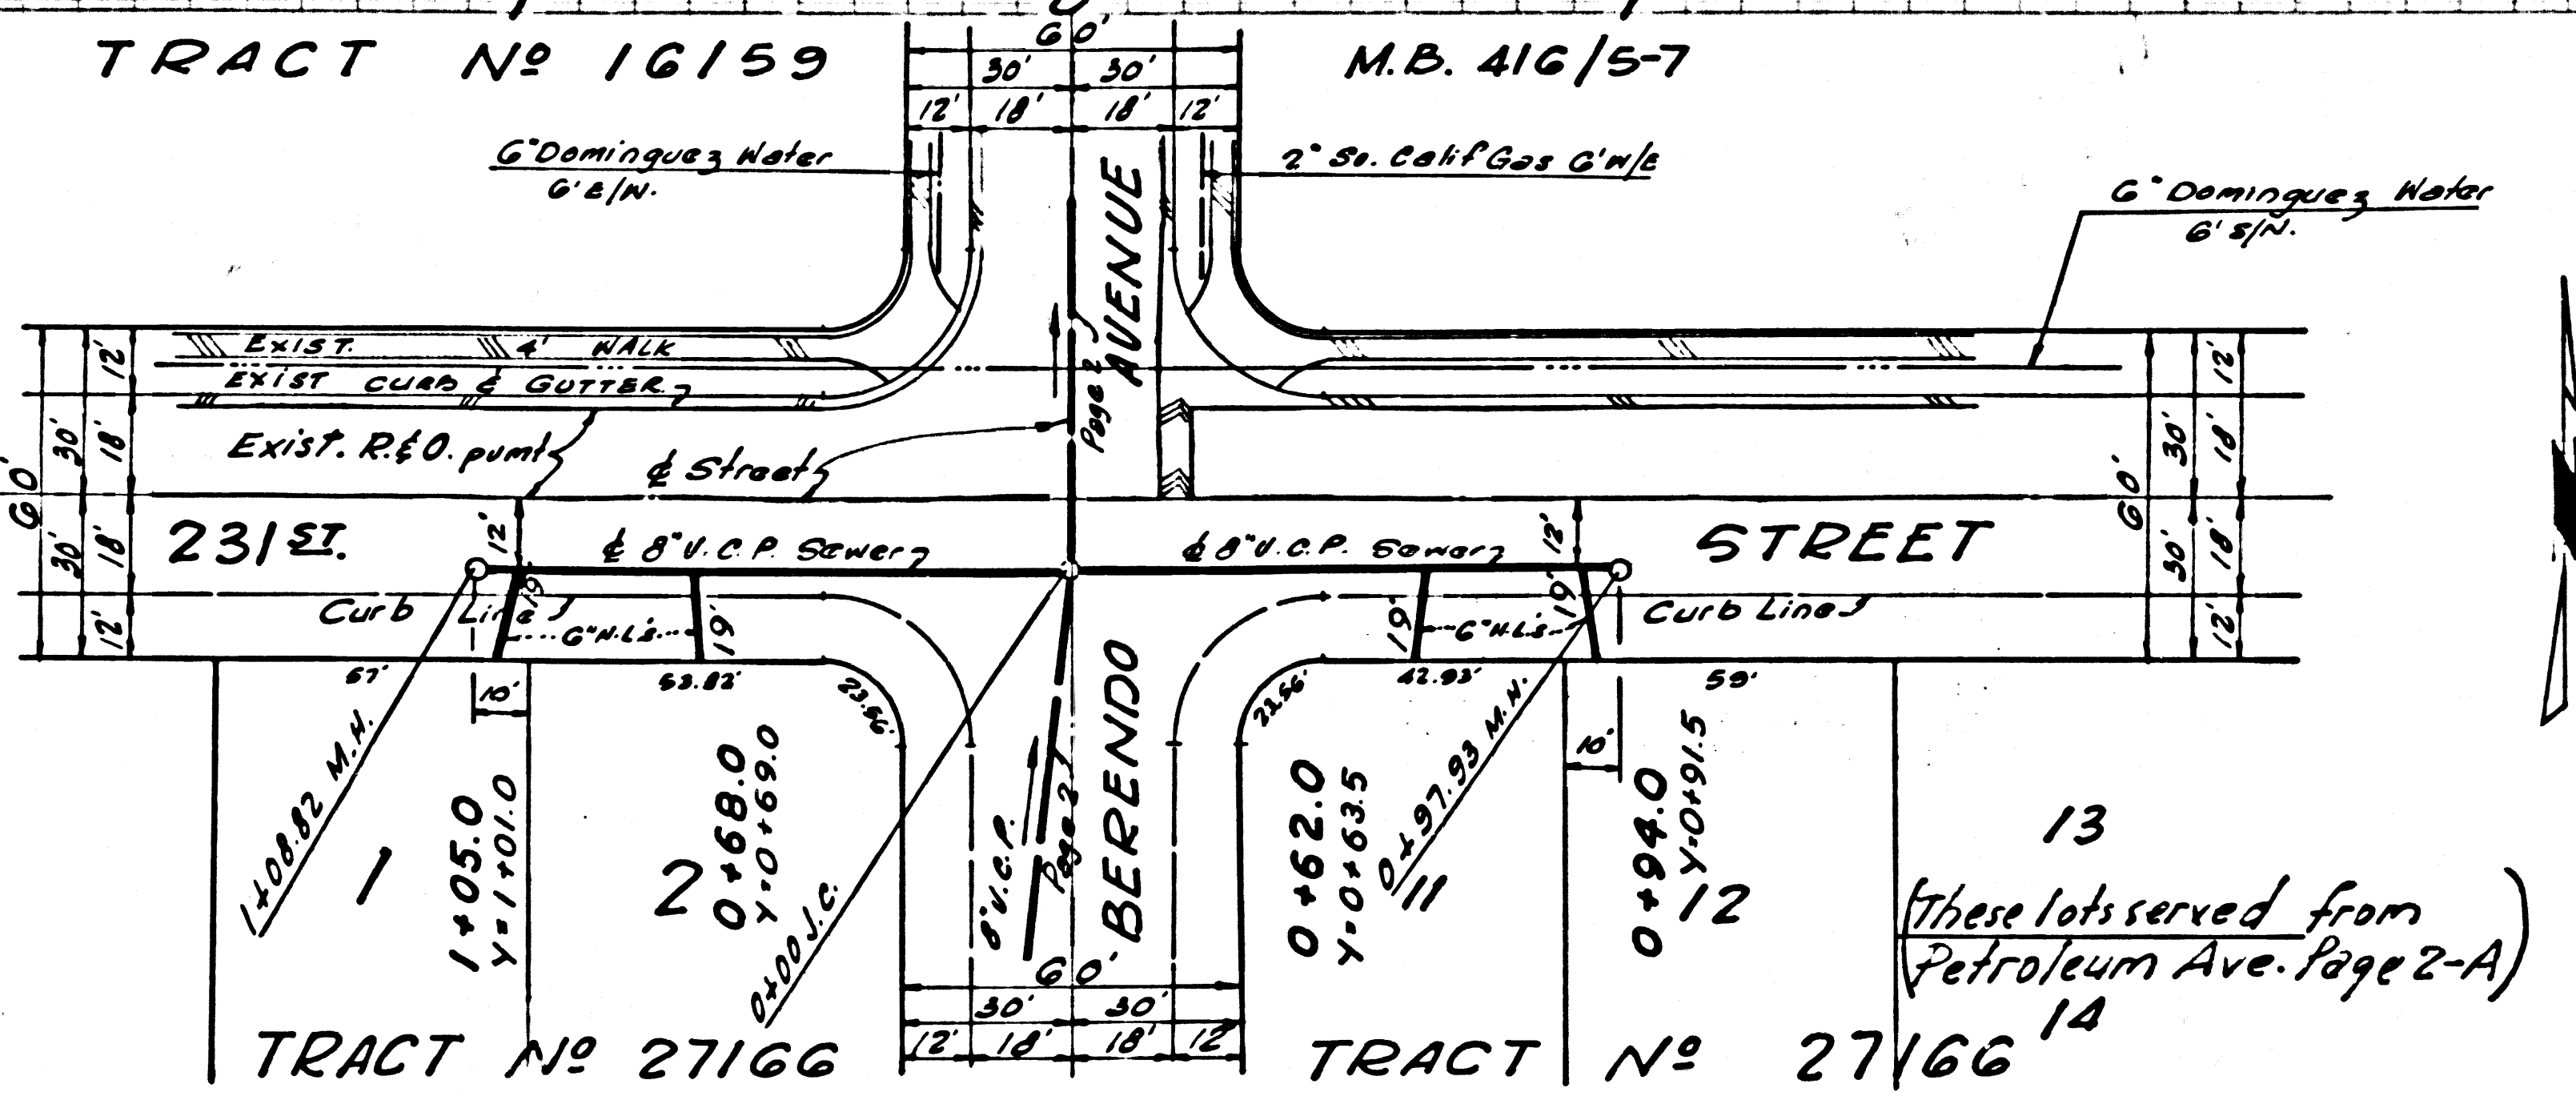 TRACT Nº 16159
M.B. 416/5-7
60'
30' 30'
12' 18' 18' 12'
6" Dominguez Water
6' E/W.
2" So. Calif Gas 6' W/E
6" Dominguez Water
6' S/N.
AVENUE
Page 2
EXIST. 4' WALK
EXIST CURB & GUTTER
Exist. R.&O. pvmt
℄ Street
60'
30' 30'
12' 18' 18' 12'
60'
30' 30'
12' 18' 18' 12'
231 ST.
STREET
12'
℄ 8" V.C.P. Sewer
℄ 8" V.C.P. Sewer
12'
19'
19'
19'
19'
Curb Line
6" H.L.'s
6" H.L.'s
Curb Line
57'
10'
53.82'
23.56'
23.56'
42.93'
10'
59'
1+08.82 M.H.
1+05.0
Y=1+01.0
0+68.0
Y=0+69.0
0+00 J.C.
8" V.C.P.
Page 2
BERENDO
0+62.0
Y=0+63.5
0+97.93 M.H.
0+94.0
Y=0+91.5
1
2
11
12
13
(These lots served from
Petroleum Ave. Page 2-A)
14
60'
30' 30'
12' 18' 18' 12'
TRACT Nº 27166
TRACT Nº 27166